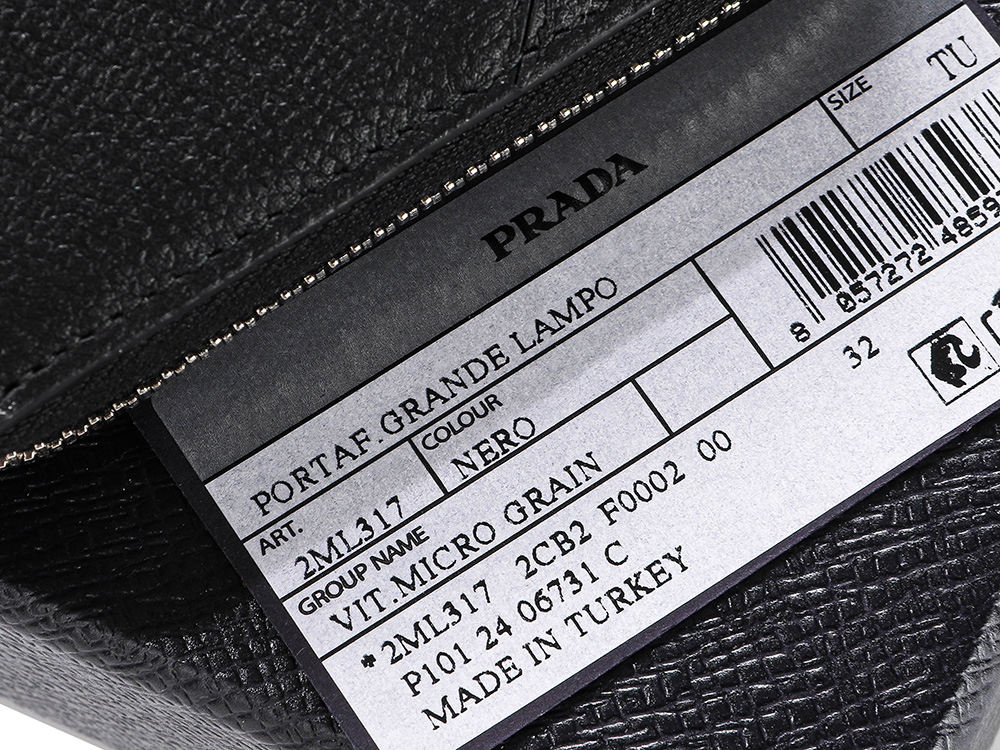 PRADA
SIZE
TU
PORTAF.GRANDE LAMPO
ART.
2ML317
COLOUR
NERO
8 057272 4859
GROUP NAME
VIT.MICRO GRAIN
32
*2ML317 2CB2 F0002 00
P101 24 06731 C
MADE IN TURKEY